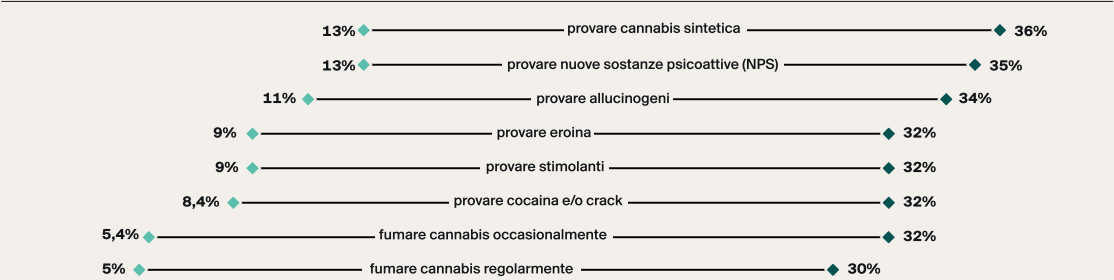 13% provare cannabis sintetica 36%
13% provare nuove sostanze psicoattive (NPS) 35%
11% provare allucinogeni 34%
9% provare eroina 32%
9% provare stimolanti 32%
8,4% provare cocaina e/o crack 32%
5,4% fumare cannabis occasionalmente 32%
5% fumare cannabis regolarmente 30%